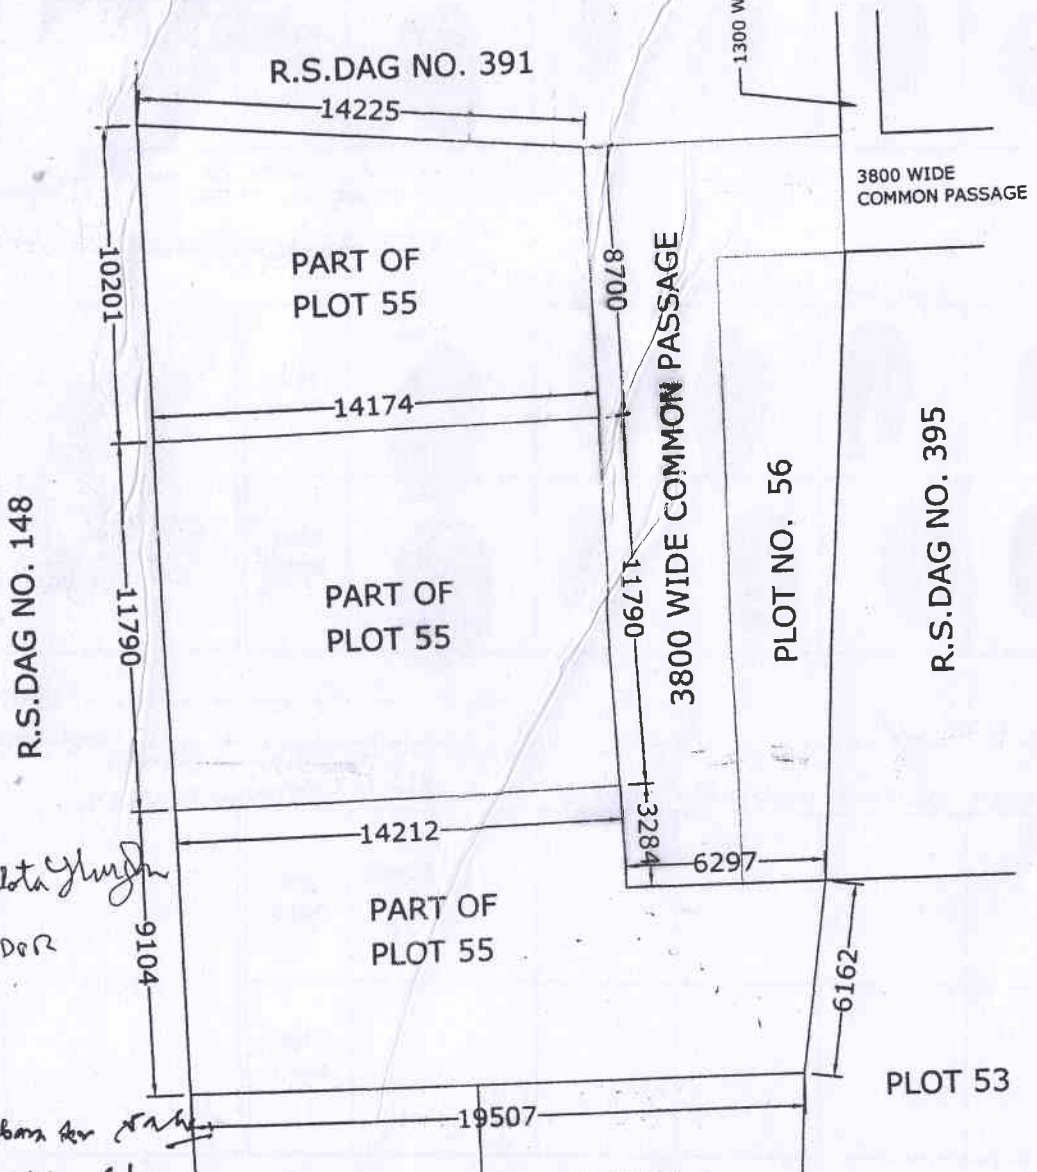 1300 W
R.S.DAG NO. 391
14225
3800 WIDE
COMMON PASSAGE
10201
PART OF
PLOT 55
8700
14174
3800 WIDE COMMON PASSAGE
PLOT NO. 56
R.S.DAG NO. 395
R.S.DAG NO. 148
11790
PART OF
PLOT 55
11790
14212
3284
6297
PART OF
PLOT 55
9104
6162
PLOT 53
19507